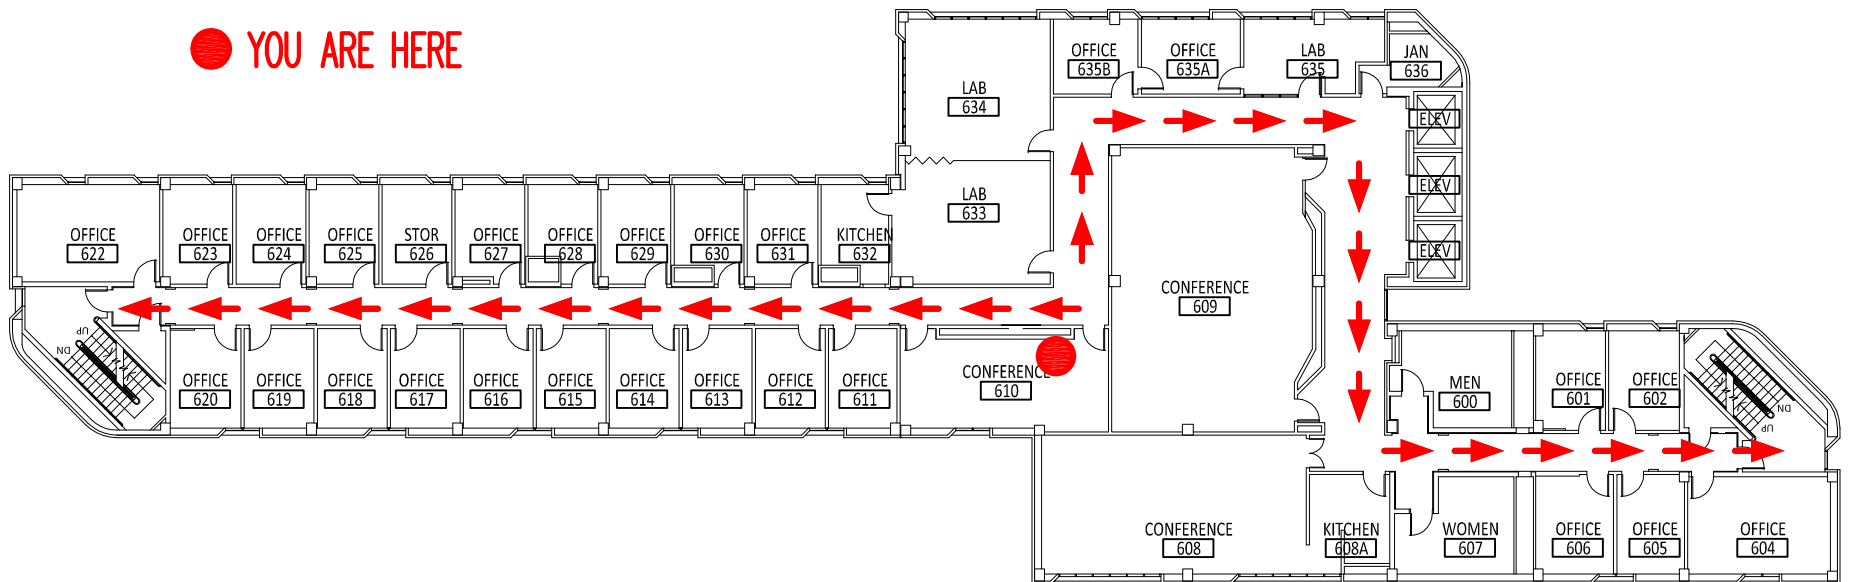 YOU ARE HERE
OFFICE
635B
OFFICE
635A
LAB
635
JAN
636
LAB
634
ELEV
ELEV
ELEV
LAB
633
OFFICE
622
OFFICE
623
OFFICE
624
OFFICE
625
STOR
626
OFFICE
627
OFFICE
628
OFFICE
629
OFFICE
630
OFFICE
631
KITCHEN
632
CONFERENCE
609
UP
DN
OFFICE
620
OFFICE
619
OFFICE
618
OFFICE
617
OFFICE
616
OFFICE
615
OFFICE
614
OFFICE
613
OFFICE
612
OFFICE
611
CONFERENCE
610
MEN
600
OFFICE
601
OFFICE
602
DN
UP
CONFERENCE
608
KITCHEN
608A
WOMEN
607
OFFICE
606
OFFICE
605
OFFICE
604